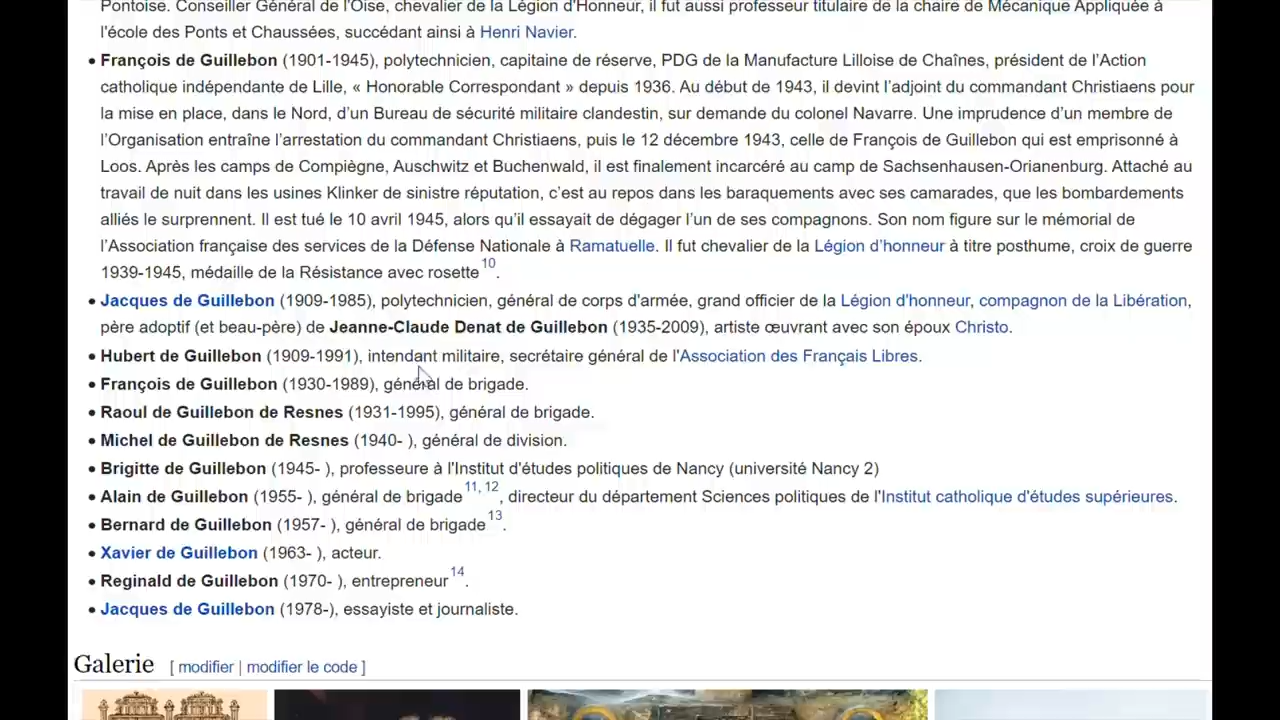 Pontoise. Conseiller Général de l'Oise, chevalier de la Légion d'Honneur, il fut aussi professeur titulaire de la chaire de Mécanique Appliquée à
l'école des Ponts et Chaussées, succédant ainsi à Henri Navier.
• François de Guillebon (1901-1945), polytechnicien, capitaine de réserve, PDG de la Manufacture Lilloise de Chaînes, président de l’Action
catholique indépendante de Lille, « Honorable Correspondant » depuis 1936. Au début de 1943, il devint l’adjoint du commandant Christiaens pour
la mise en place, dans le Nord, d’un Bureau de sécurité militaire clandestin, sur demande du colonel Navarre. Une imprudence d’un membre de
l’Organisation entraîne l’arrestation du commandant Christiaens, puis le 12 décembre 1943, celle de François de Guillebon qui est emprisonné à
Loos. Après les camps de Compiègne, Auschwitz et Buchenwald, il est finalement incarcéré au camp de Sachsenhausen-Orianenburg. Attaché au
travail de nuit dans les usines Klinker de sinistre réputation, c’est au repos dans les baraquements avec ses camarades, que les bombardements
alliés le surprennent. Il est tué le 10 avril 1945, alors qu’il essayait de dégager l’un de ses compagnons. Son nom figure sur le mémorial de
l’Association française des services de la Défense Nationale à Ramatuelle. Il fut chevalier de la Légion d’honneur à titre posthume, croix de guerre
1939-1945, médaille de la Résistance avec rosette 10.
• Jacques de Guillebon (1909-1985), polytechnicien, général de corps d'armée, grand officier de la Légion d'honneur, compagnon de la Libération,
père adoptif (et beau-père) de Jeanne-Claude Denat de Guillebon (1935-2009), artiste œuvrant avec son époux Christo.
• Hubert de Guillebon (1909-1991), intendant militaire, secrétaire général de l'Association des Français Libres.
• François de Guillebon (1930-1989), général de brigade.
• Raoul de Guillebon de Resnes (1931-1995), général de brigade.
• Michel de Guillebon de Resnes (1940- ), général de division.
• Brigitte de Guillebon (1945- ), professeure à l'Institut d'études politiques de Nancy (université Nancy 2)
• Alain de Guillebon (1955- ), général de brigade 11, 12, directeur du département Sciences politiques de l'Institut catholique d'études supérieures.
• Bernard de Guillebon (1957- ), général de brigade 13.
• Xavier de Guillebon (1963- ), acteur.
• Reginald de Guillebon (1970- ), entrepreneur 14.
• Jacques de Guillebon (1978-), essayiste et journaliste.
Galerie [ modifier | modifier le code ]